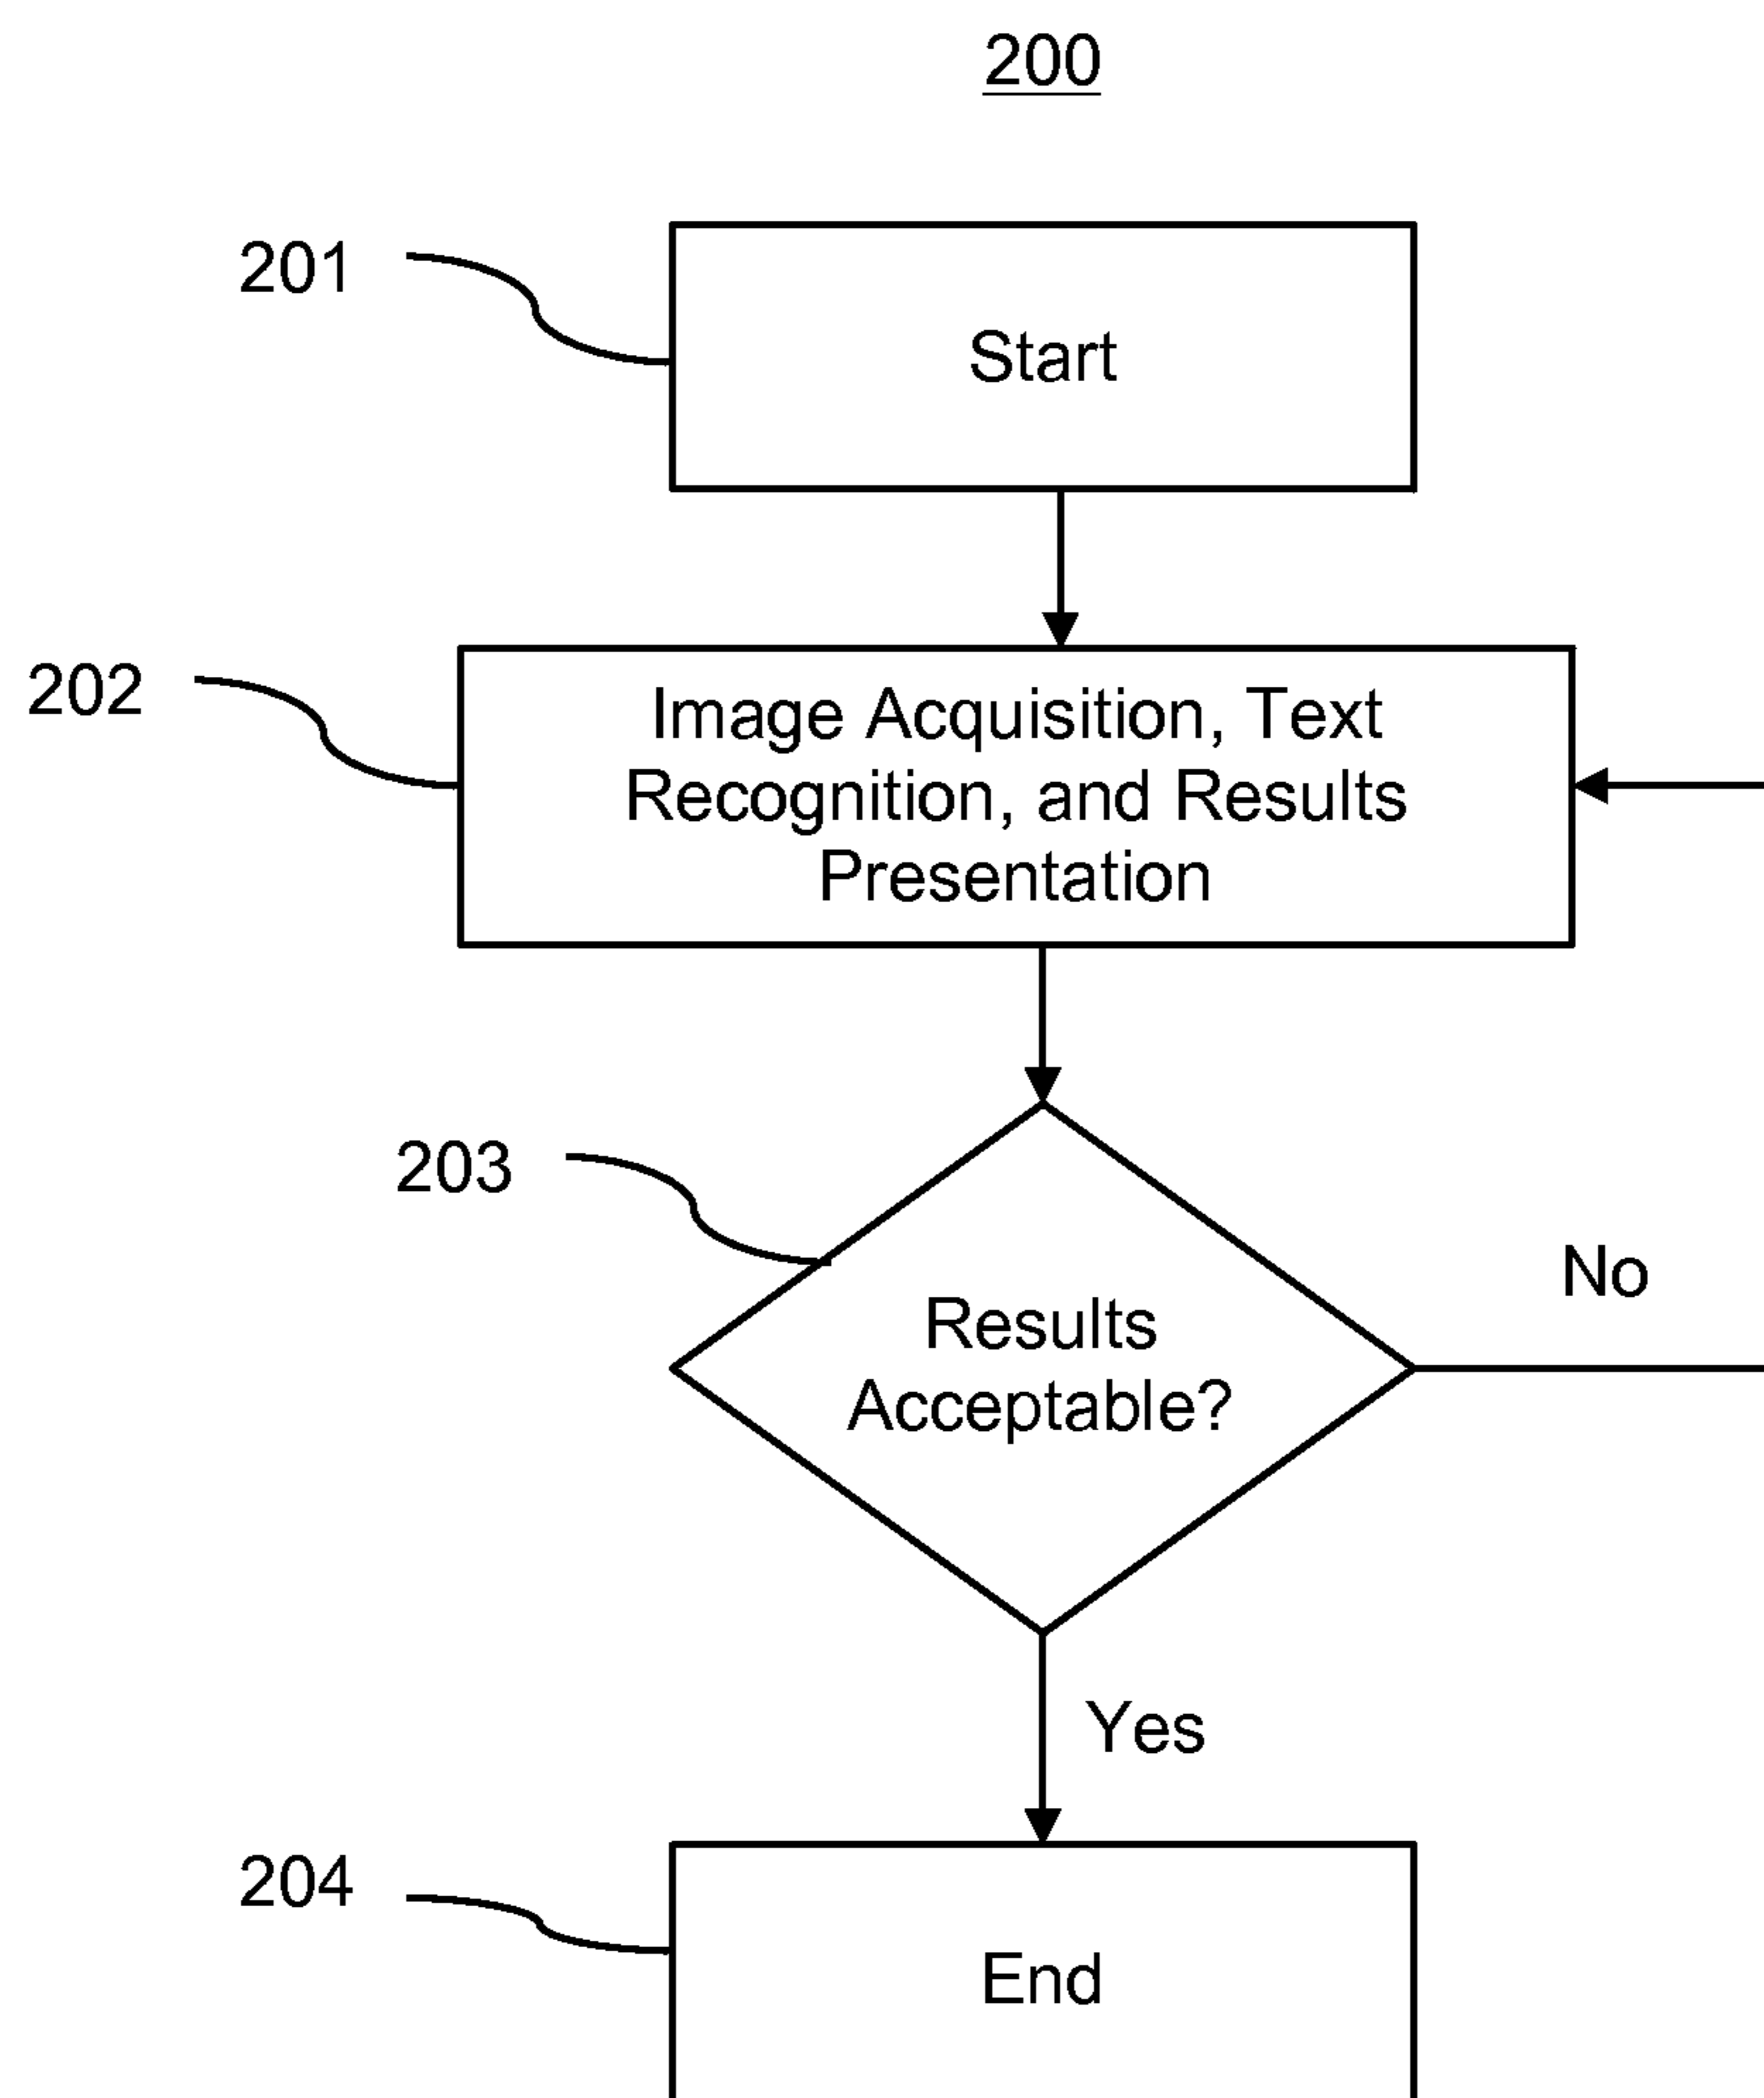 200
201
Start
202
Image Acquisition, Text
Recognition, and Results
Presentation
203
Results
Acceptable?
No
Yes
204
End